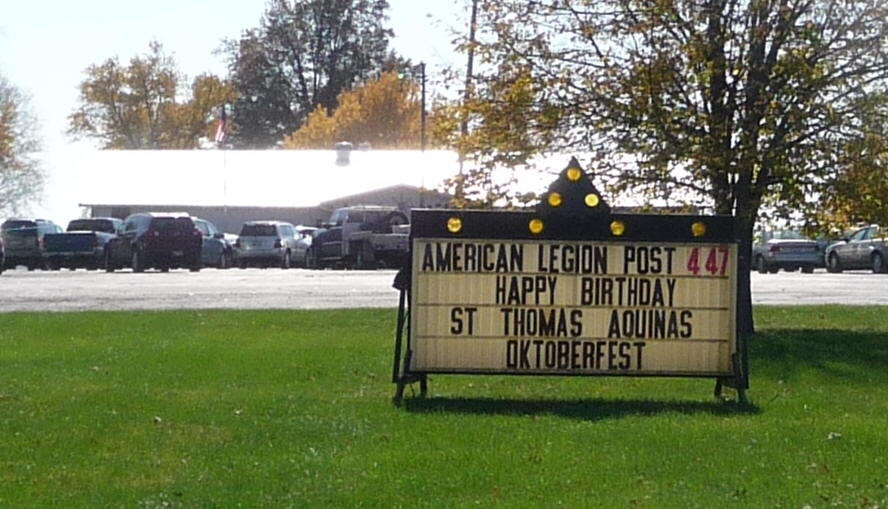 AMERICAN LEGION POST 447
HAPPY BIRTHDAY
ST THOMAS AQUINAS
OKTOBERFEST